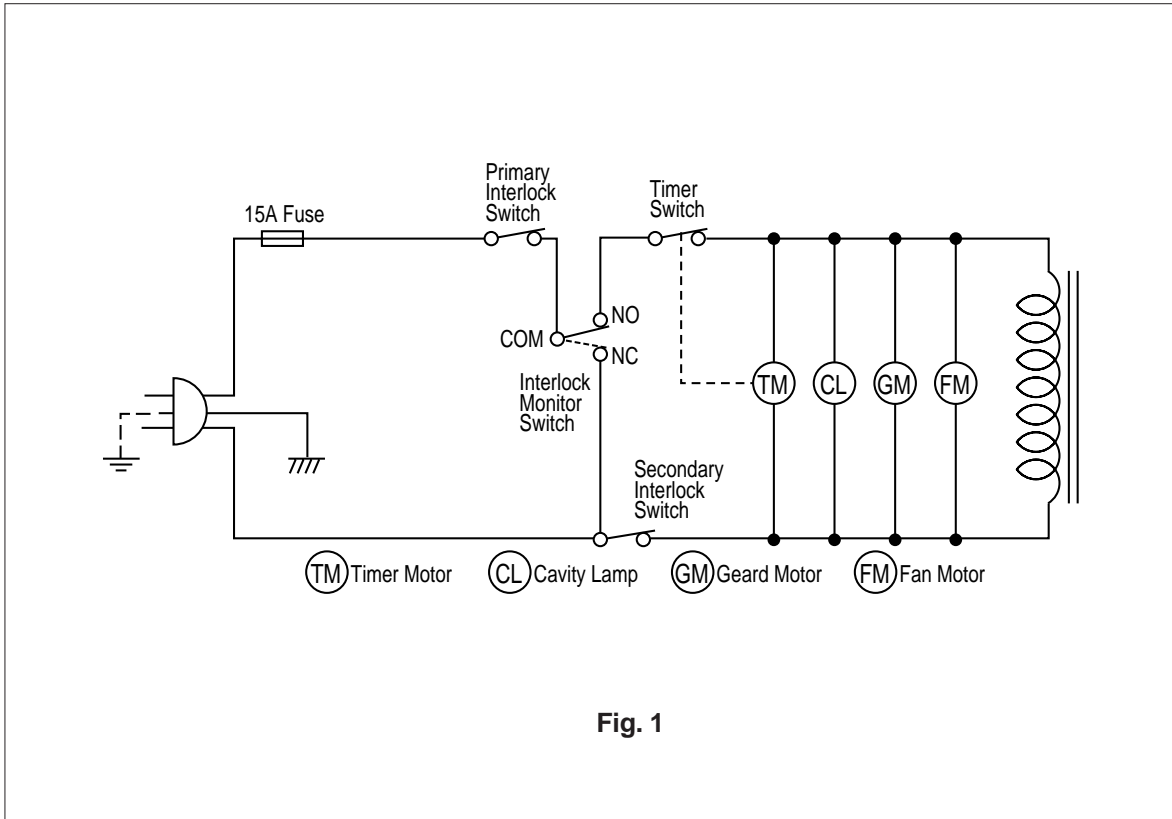 Primary
Interlock
Switch
Timer
Switch
15A Fuse
NO
COM
NC
Interlock
Monitor
Switch
TM
CL
GM
FM
Secondary
Interlock
Switch
TM Timer Motor
CL Cavity Lamp
GM Geard Motor
FM Fan Motor
Fig. 1